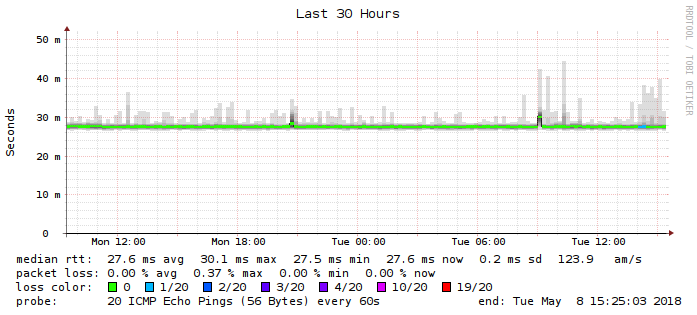 Last 30 Hours
RRDTOOL / TOBI OETIKER
Seconds
50 m
40 m
30 m
20 m
10 m
0
Mon 12:00 Mon 18:00 Tue 00:00 Tue 06:00 Tue 12:00
median rtt: 27.6 ms avg 30.1 ms max 27.5 ms min 27.6 ms now 0.2 ms sd 123.9 am/s
packet loss: 0.00 % avg 0.37 % max 0.00 % min 0.00 % now
loss color: 0 1/20 2/20 3/20 4/20 10/20 19/20
probe: 20 ICMP Echo Pings (56 Bytes) every 60s end: Tue May 8 15:25:03 2018